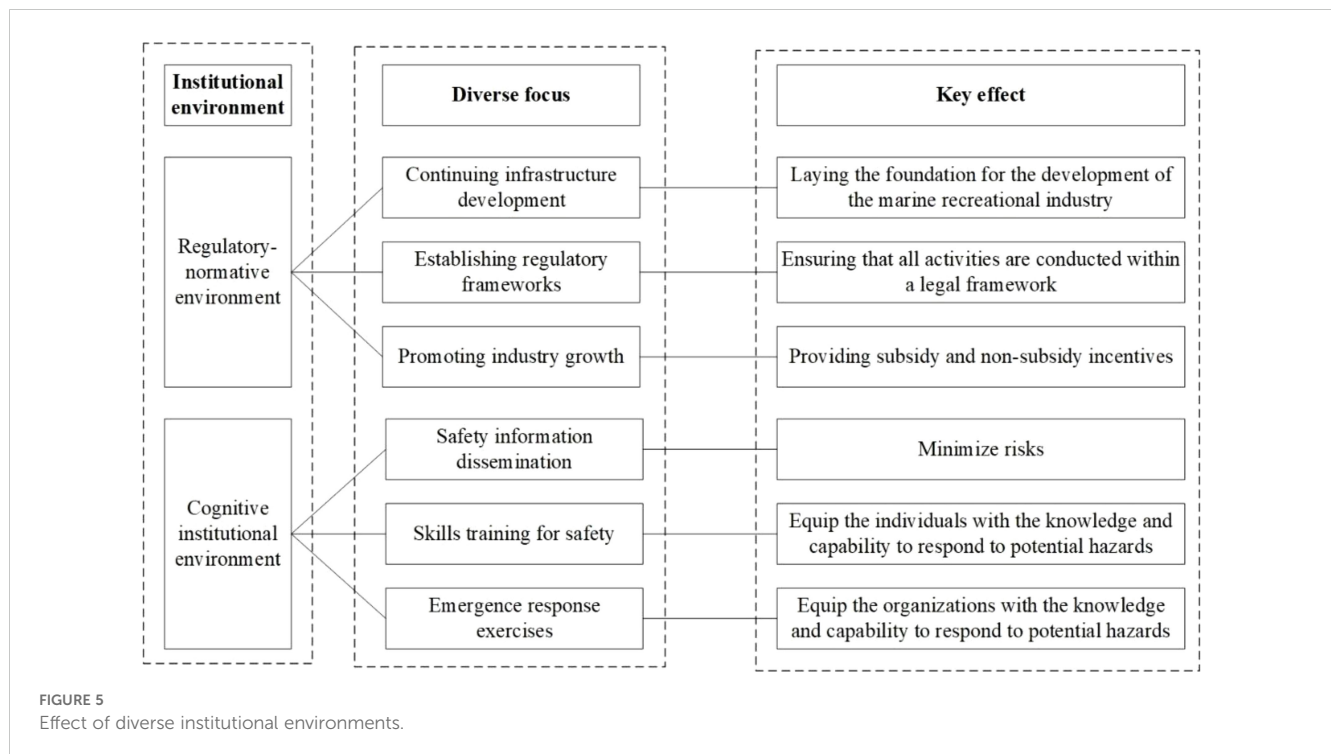 Institutional
environment
Diverse focus
Key effect
Regulatory-
normative
environment
Continuing infrastructure
development
Laying the foundation for the development of
the marine recreational industry
Establishing regulatory
frameworks
Ensuring that all activities are conducted within
a legal framework
Promoting industry growth
Providing subsidy and non-subsidy incentives
Cognitive
institutional
environment
Safety information
dissemination
Minimize risks
Skills training for safety
Equip the individuals with the knowledge and
capability to respond to potential hazards
Emergence response
exercises
Equip the organizations with the knowledge
and capability to respond to potential hazards
FIGURE 5
Effect of diverse institutional environments.